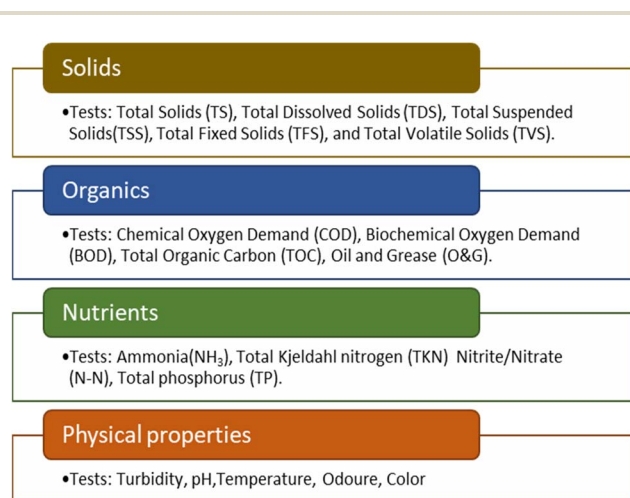 Solids
•Tests: Total Solids (TS), Total Dissolved Solids (TDS), Total Suspended
Solids(TSS), Total Fixed Solids (TFS), and Total Volatile Solids (TVS).
Organics
•Tests: Chemical Oxygen Demand (COD), Biochemical Oxygen Demand
(BOD), Total Organic Carbon (TOC), Oil and Grease (O&G).
Nutrients
•Tests: Ammonia(NH₃), Total Kjeldahl nitrogen (TKN) Nitrite/Nitrate
(N-N), Total phosphorus (TP).
Physical properties
•Tests: Turbidity, pH,Temperature, Odoure, Color